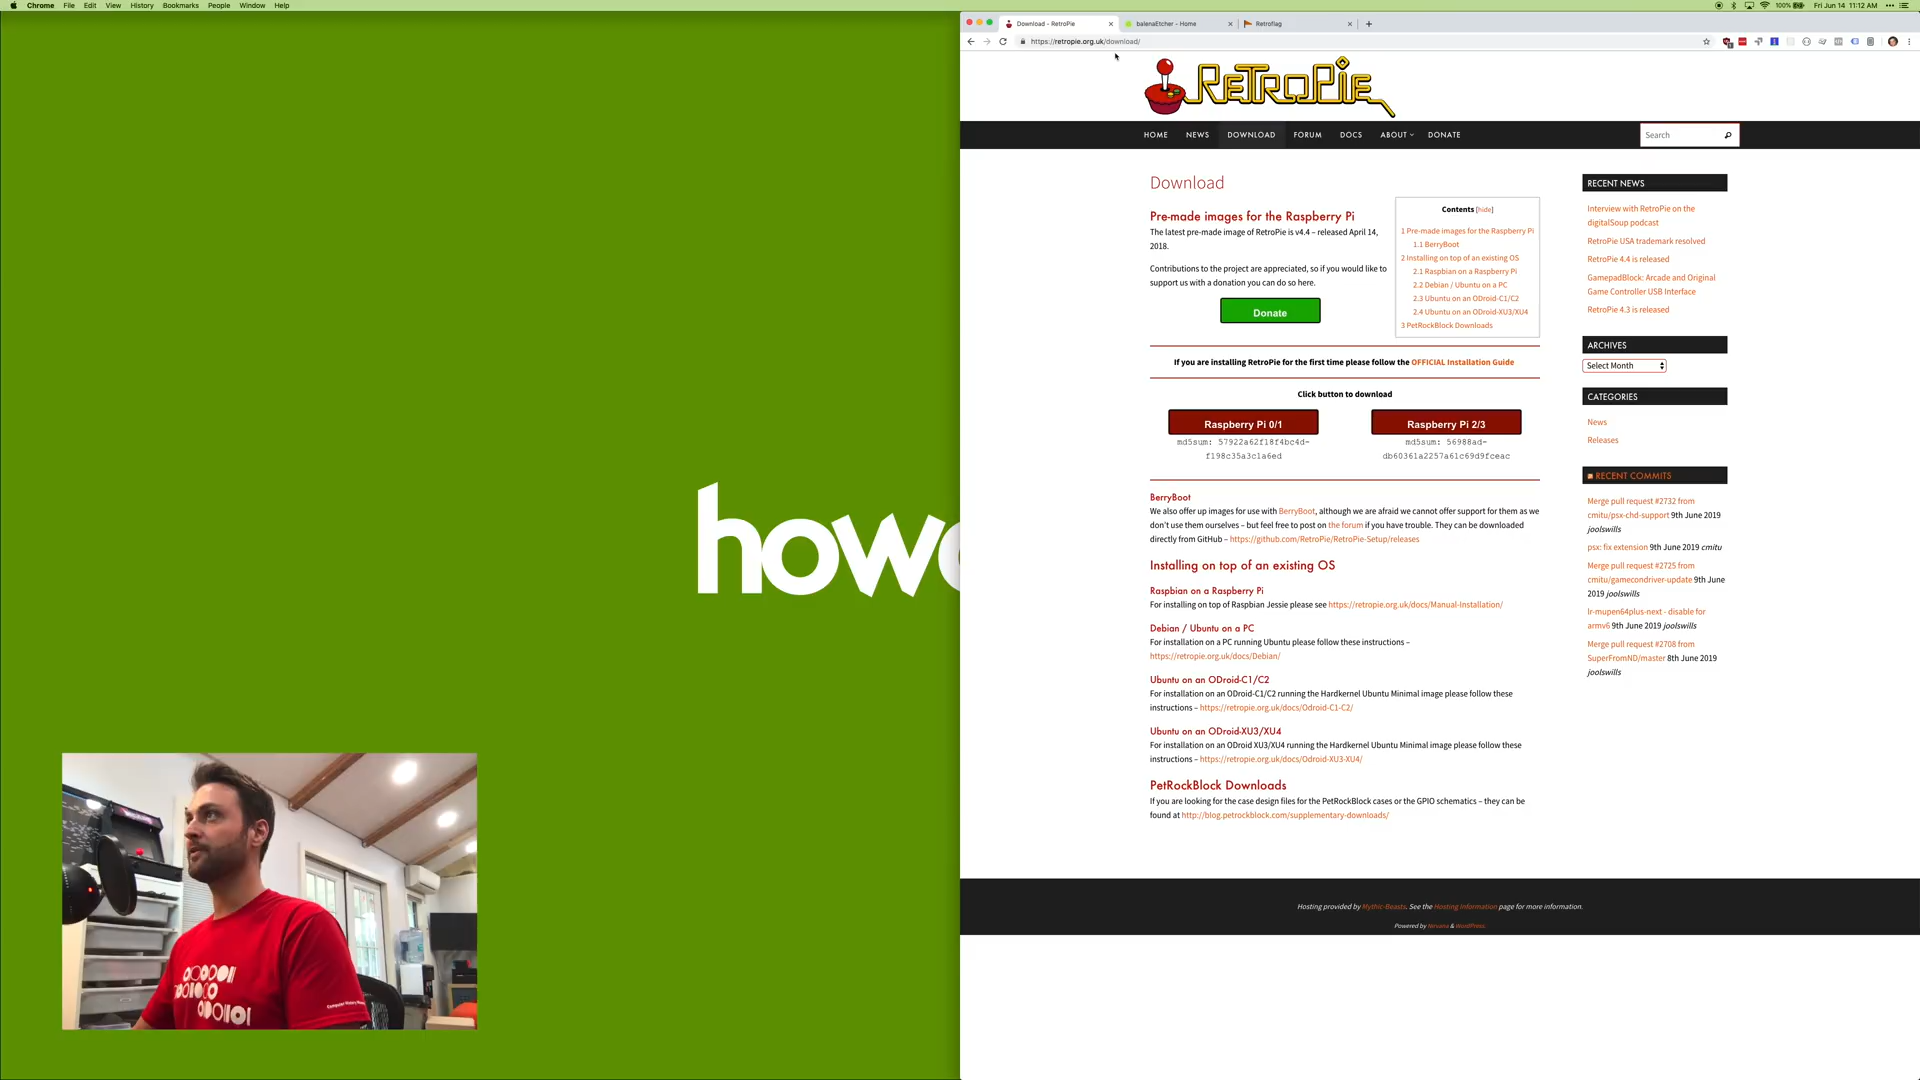 Chrome File Edit View History Bookmarks People Window Help
100% Fri Jun 14 11:12 AM
Download - RetroPie
balenaEtcher - Home
Retroflag
https://retropie.org.uk/download/
RETROPIE
HOME NEWS DOWNLOAD FORUM DOCS ABOUT DONATE
Search
Download
Pre-made images for the Raspberry Pi
The latest pre-made image of RetroPie is v4.4 – released April 14,
2018.
Contributions to the project are appreciated, so if you would like to
support us with a donation you can do so here.
Donate
Contents [hide]
1 Pre-made images for the Raspberry Pi
1.1 BerryBoot
2 Installing on top of an existing OS
2.1 Raspbian on a Raspberry Pi
2.2 Debian / Ubuntu on a PC
2.3 Ubuntu on an ODroid-C1/C2
2.4 Ubuntu on an ODroid-XU3/XU4
3 PetRockBlock Downloads
If you are installing RetroPie for the first time please follow the OFFICIAL Installation Guide
Click button to download
Raspberry Pi 0/1
md5sum: 57922a62f18f4bc4d-
f198c35a3c1a6ed
Raspberry Pi 2/3
md5sum: 56988ad-
db60361a2257a61c69d9fceac
BerryBoot
We also offer up images for use with BerryBoot, although we are afraid we cannot offer support for them as we
don't use them ourselves – but feel free to post on the forum if you have trouble. They can be downloaded
directly from GitHub – https://github.com/RetroPie/RetroPie-Setup/releases
Installing on top of an existing OS
Raspbian on a Raspberry Pi
For installing on top of Raspbian Jessie please see https://retropie.org.uk/docs/Manual-Installation/
Debian / Ubuntu on a PC
For installation on a PC running Ubuntu please follow these instructions –
https://retropie.org.uk/docs/Debian/
Ubuntu on an ODroid-C1/C2
For installation on an ODroid-C1/C2 running the Hardkernel Ubuntu Minimal image please follow these
instructions – https://retropie.org.uk/docs/Odroid-C1-C2/
Ubuntu on an ODroid-XU3/XU4
For installation on an ODroid XU3/XU4 running the Hardkernel Ubuntu Minimal image please follow these
instructions – https://retropie.org.uk/docs/Odroid-XU3-XU4/
PetRockBlock Downloads
If you are looking for the case design files for the PetRockBlock cases or the GPIO schematics – they can be
found at http://blog.petrockblock.com/supplementary-downloads/
RECENT NEWS
Interview with RetroPie on the
digitalSoup podcast
RetroPie USA trademark resolved
RetroPie 4.4 is released
GamepadBlock: Arcade and Original
Game Controller USB Interface
RetroPie 4.3 is released
ARCHIVES
Select Month
CATEGORIES
News
Releases
RECENT COMMITS
Merge pull request #2732 from
cmitu/psx-chd-support 9th June 2019
joolswills
psx: fix extension 9th June 2019 cmitu
Merge pull request #2725 from
cmitu/gamecondriver-update 9th June
2019 joolswills
lr-mupen64plus-next - disable for
armv6 9th June 2019 joolswills
Merge pull request #2708 from
SuperFromND/master 8th June 2019
joolswills
Hosting provided by Mythic-Beasts. See the Hosting Information page for more information.
Powered by Nirvana & WordPress.
howc